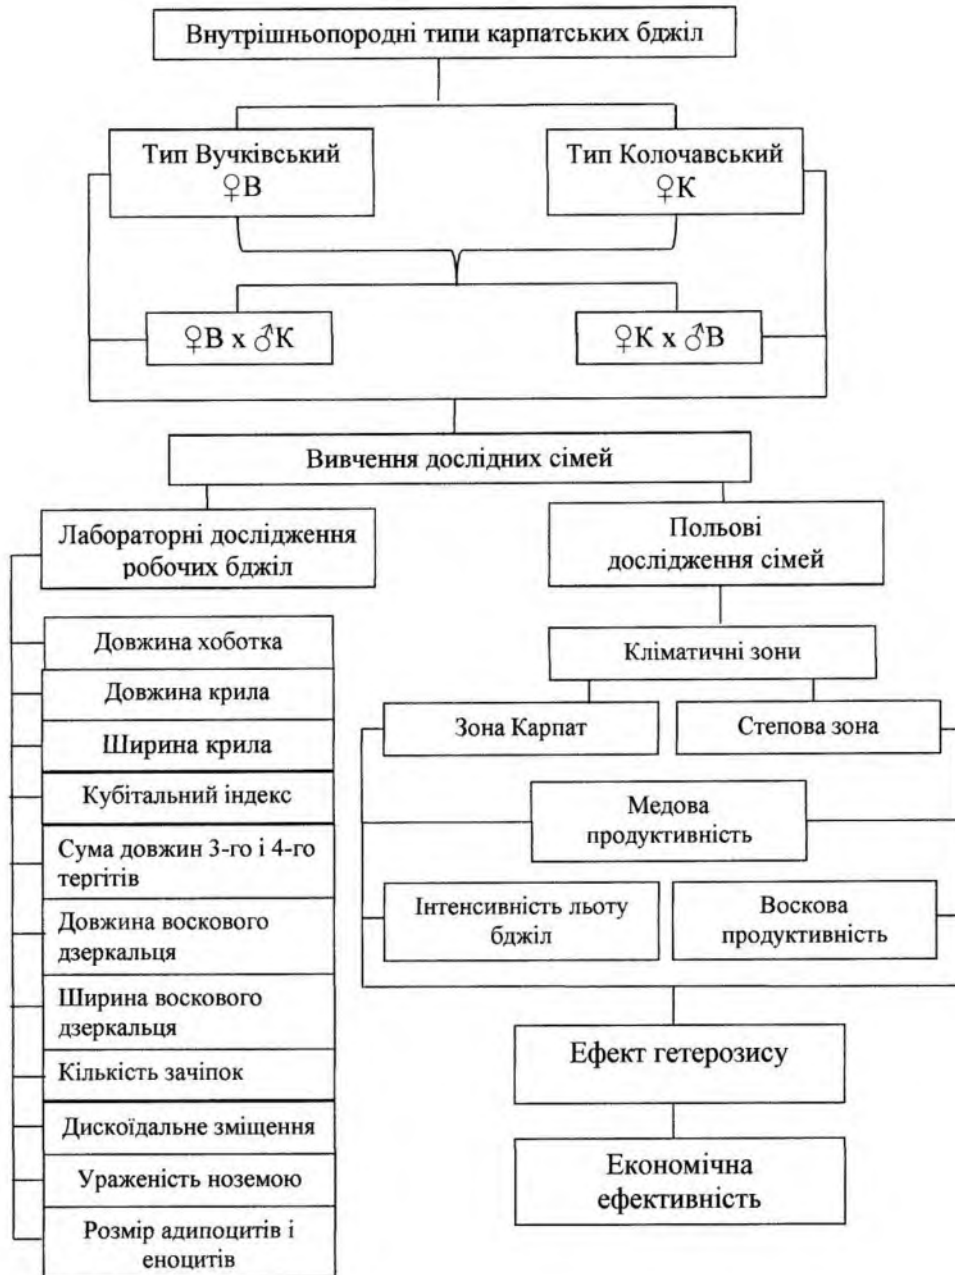 Внутрішньопородні типи карпатських бджіл
Тип Вучківський
♀В
Тип Колочавський
♀К
♀В х ♂К
♀К х ♂В
Вивчення дослідних сімей
Лабораторні дослідження
робочих бджіл
Довжина хоботка
Довжина крила
Ширина крила
Кубітальний індекс
Сума довжин 3-го і 4-го
тергітів
Довжина воскового
дзеркальця
Ширина воскового
дзеркальця
Кількість зачіпок
Дискоїдальне зміщення
Ураженість ноземою
Розмір адипоцитів і
еноцитів
Польові
дослідження сімей
Кліматичні зони
Зона Карпат
Степова зона
Медова
продуктивність
Інтенсивність льоту
бджіл
Воскова
продуктивність
Ефект гетерозису
Економічна
ефективність